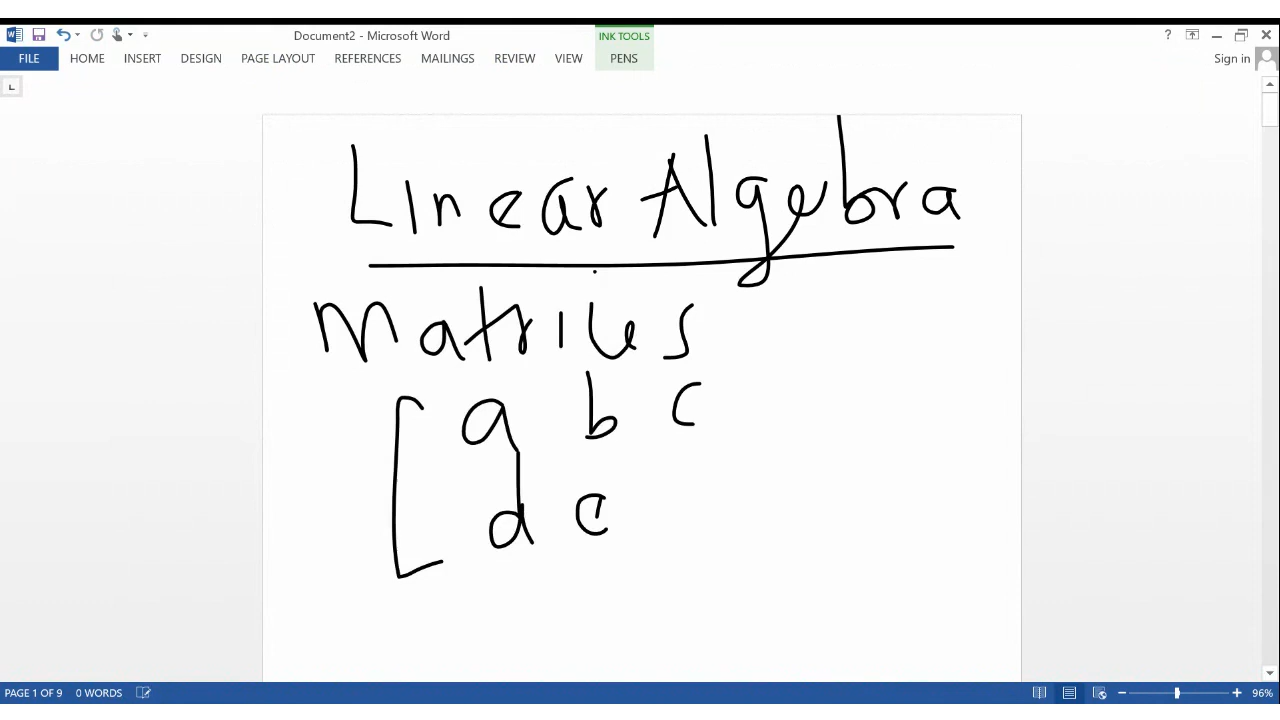 Document2 - Microsoft Word
INK TOOLS
?
FILE HOME INSERT DESIGN PAGE LAYOUT REFERENCES MAILINGS REVIEW VIEW PENS Sign in
Linear Algebra
Matrices
[ a b c
d e
PAGE 1 OF 9 0 WORDS 96%